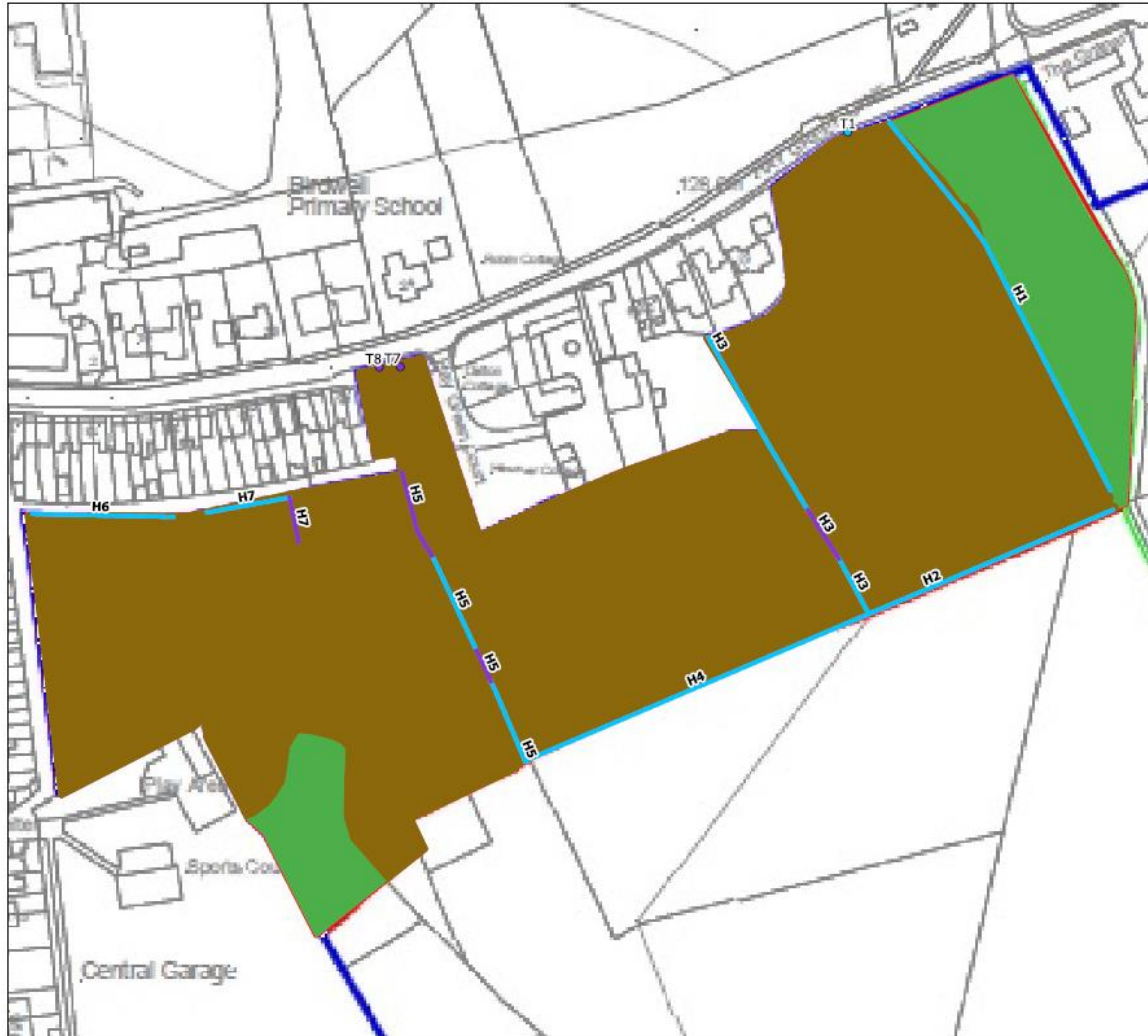 T1
Birdwell
Primary School
H1
H3
T8 T7
H5
H7
H6
H7
H3
H3
H5
H2
H5
H4
H5
Play Area
Sports Cou
Central Garage